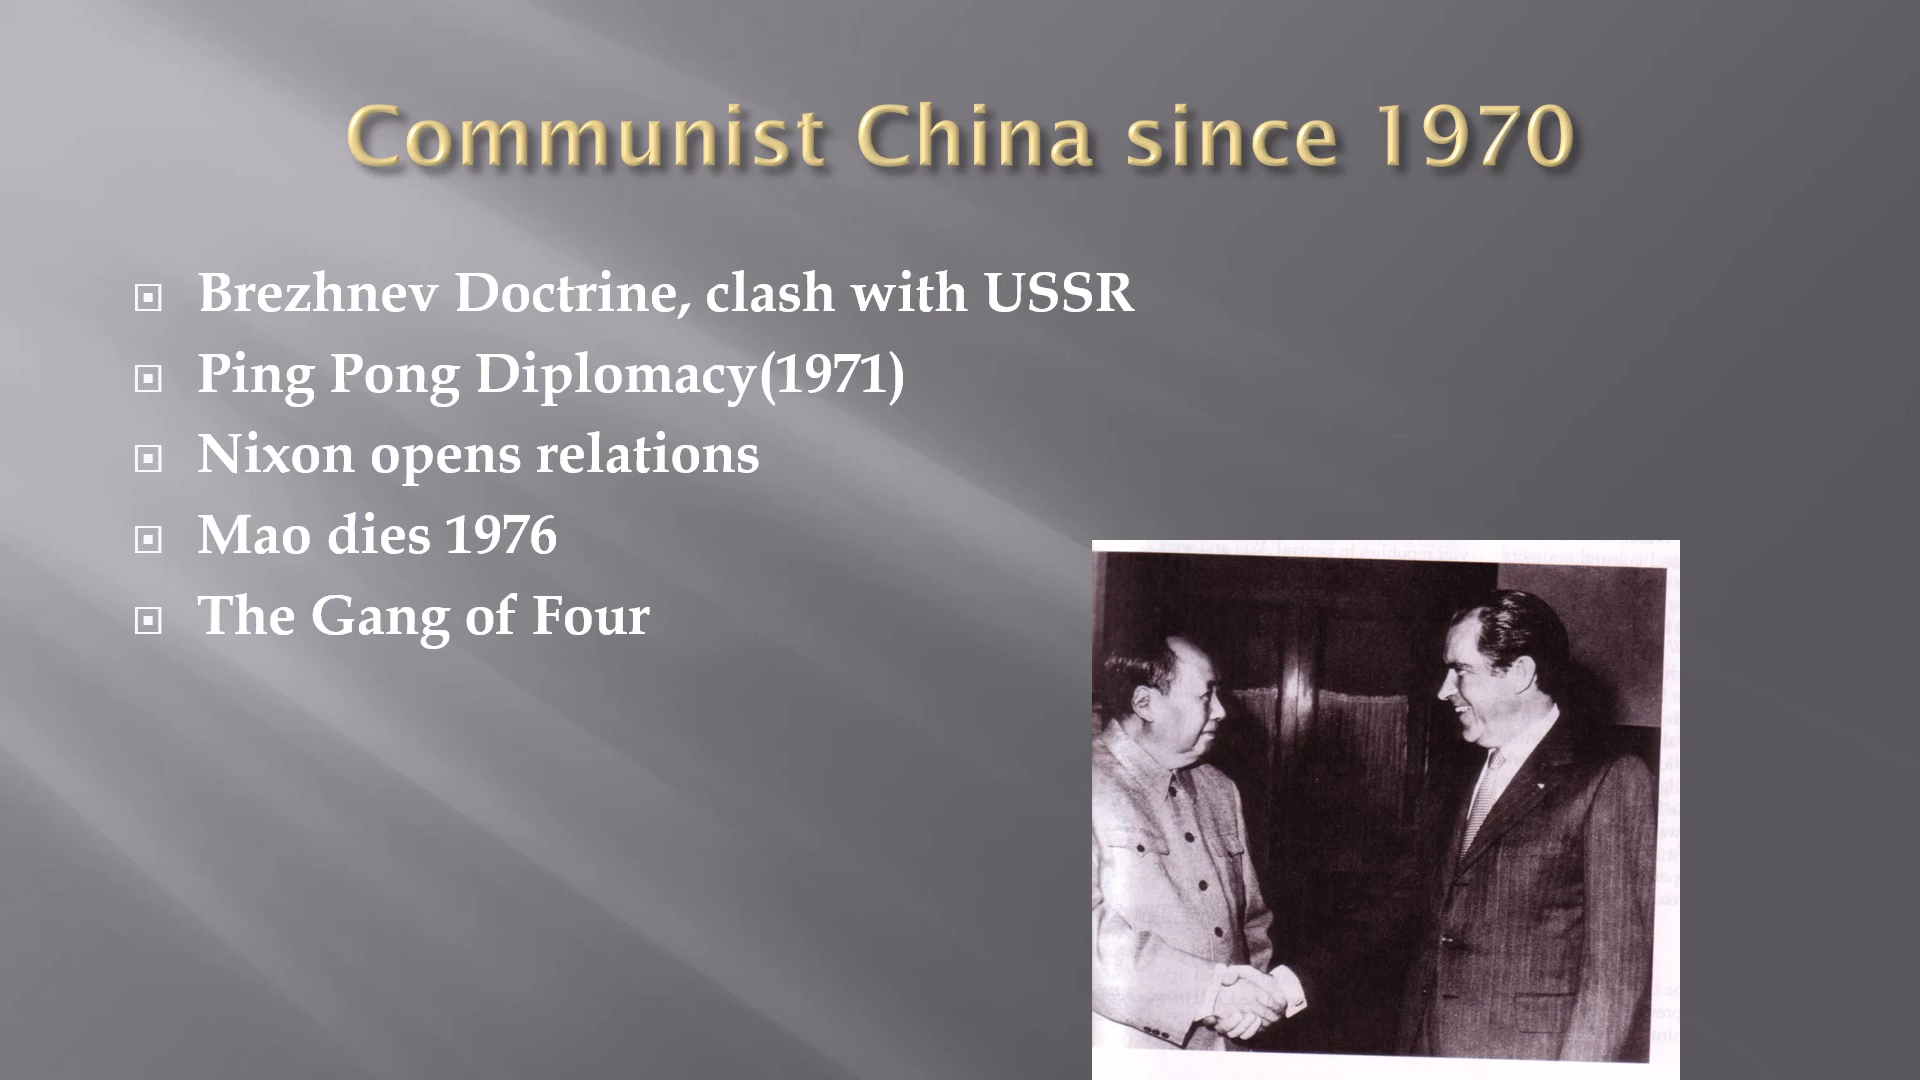 Communist China since 1970
Brezhnev Doctrine, clash with USSR
Ping Pong Diplomacy(1971)
Nixon opens relations
Mao dies 1976
The Gang of Four